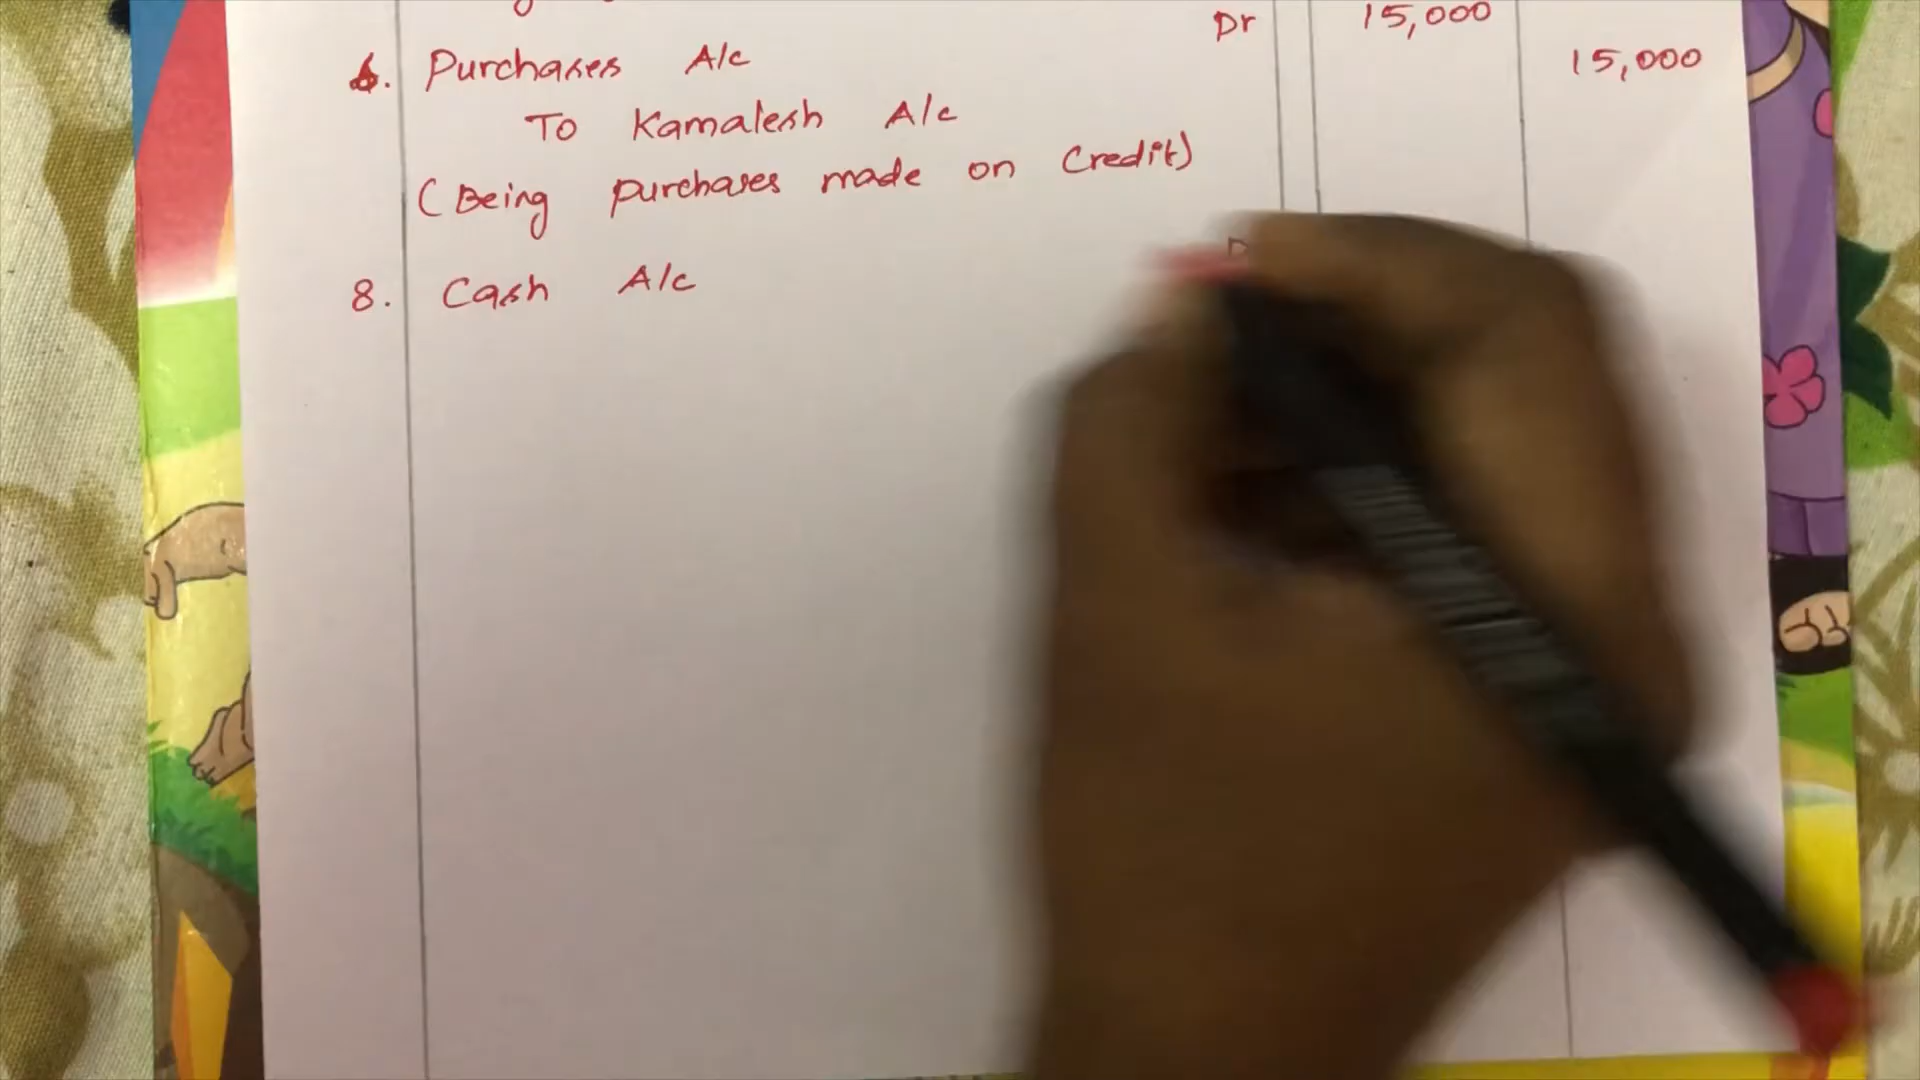 6. Purchases A/c Dr 15,000
To Kamalesh A/c 15,000
(Being purchases made on Credit)
8. Cash A/c